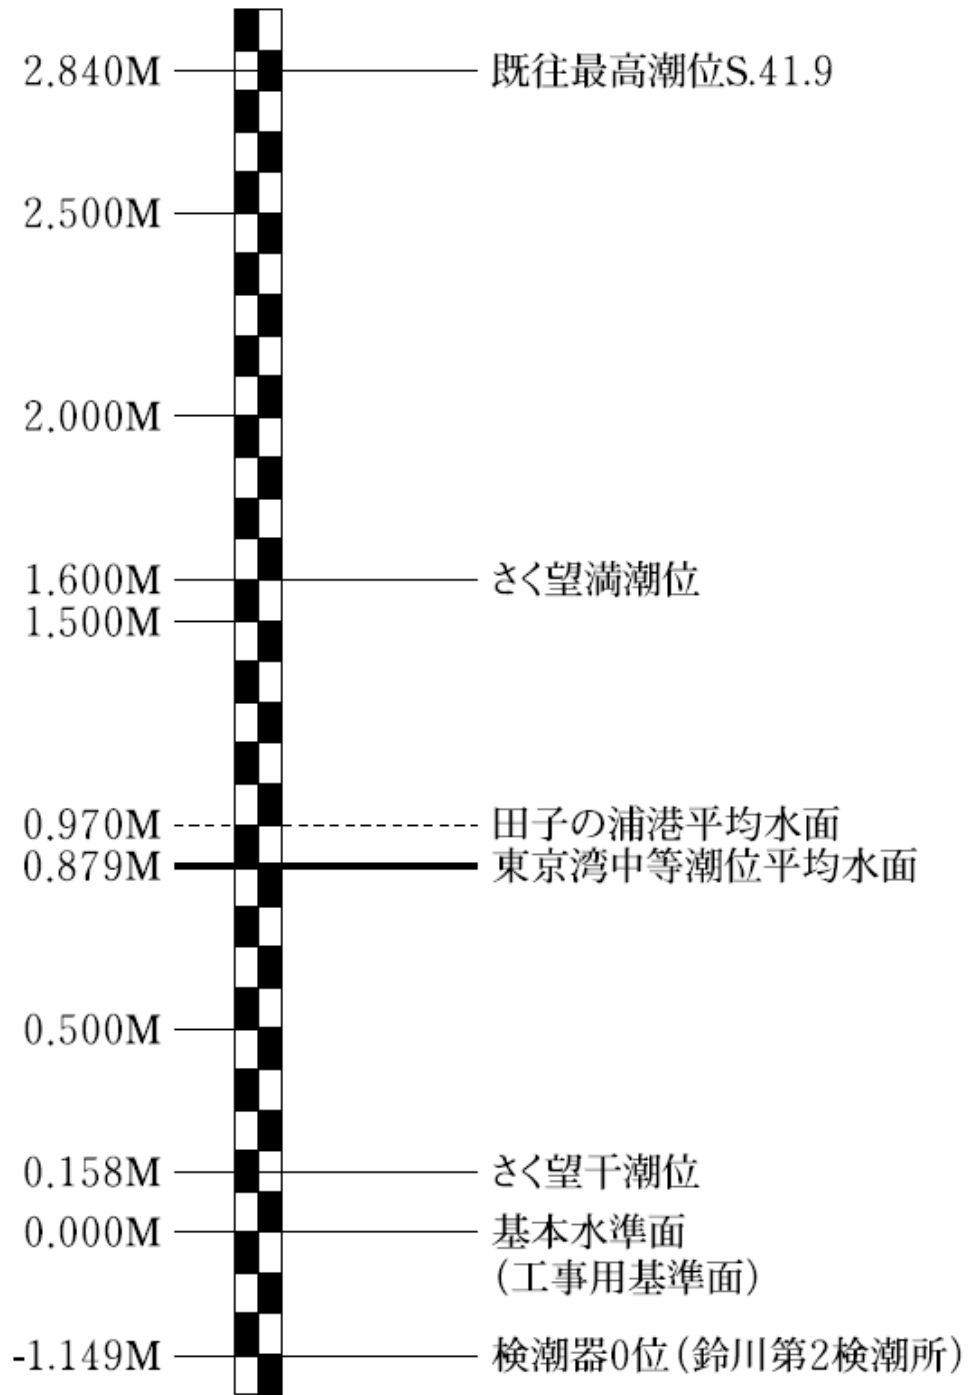 2.840M 既往最高潮位S.41.9
2.500M
2.000M
1.600M さく望満潮位
1.500M
0.970M 田子の浦港平均水面
0.879M 東京湾中等潮位平均水面
0.500M
0.158M さく望干潮位
0.000M 基本水準面
(工事用基準面)
-1.149M 検潮器0位(鈴川第2検潮所)